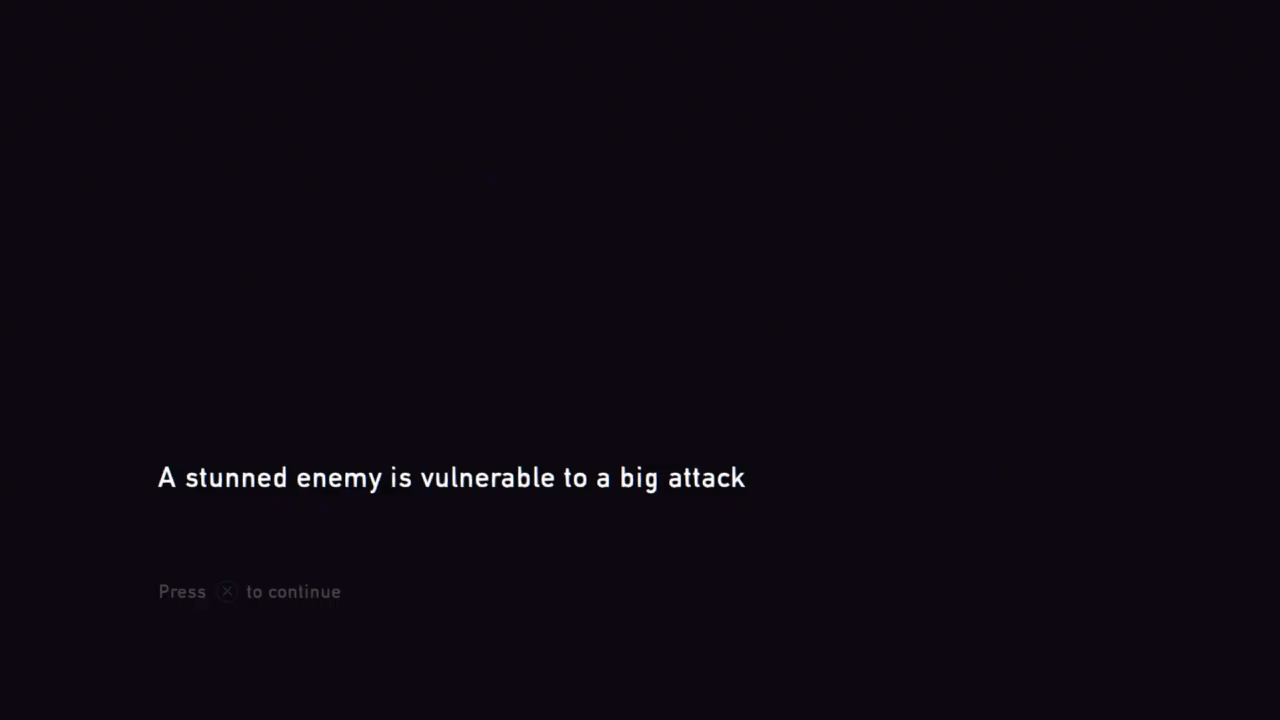 A stunned enemy is vulnerable to a big attack
Press ⓧ to continue